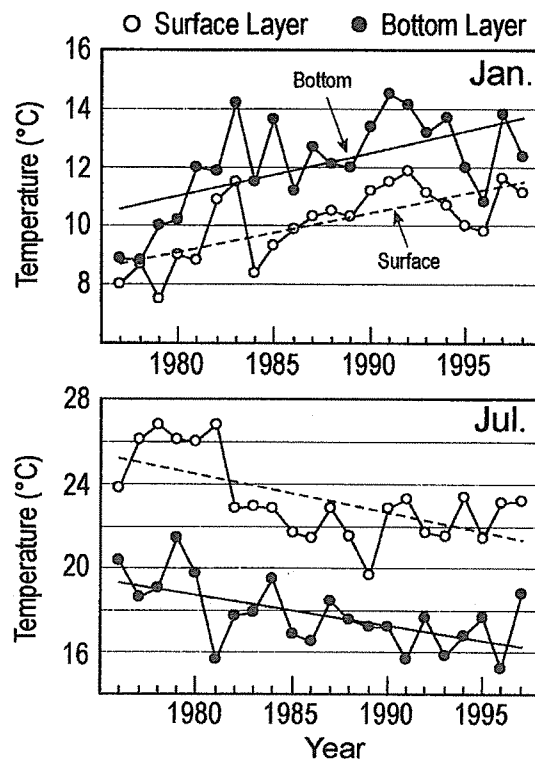 Surface Layer Bottom Layer
Jan.
Temperature (°C)
16
14
12
10
8
Bottom
Surface
1980 1985 1990 1995
Jul.
Temperature (°C)
28
24
20
16
1980 1985 1990 1995
Year